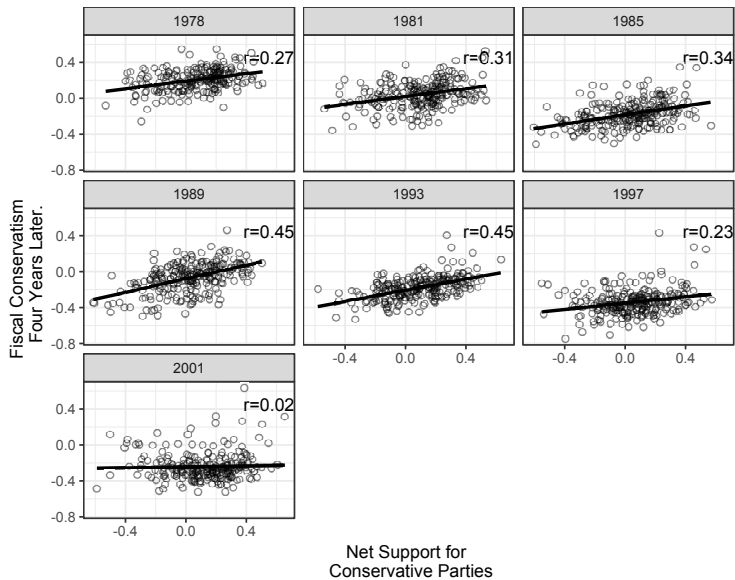 1978
1981
1985
r=0.27
r=0.31
r=0.34
0.4
0.0
-0.4
-0.8
1989
1993
1997
r=0.45
r=0.45
r=0.23
0.4
0.0
-0.4
-0.8
-0.4
0.0
0.4
-0.4
0.0
0.4
2001
r=0.02
0.4
0.0
-0.4
-0.8
-0.4
0.0
0.4
Fiscal Conservatism
Four Years Later.
Net Support for
Conservative Parties